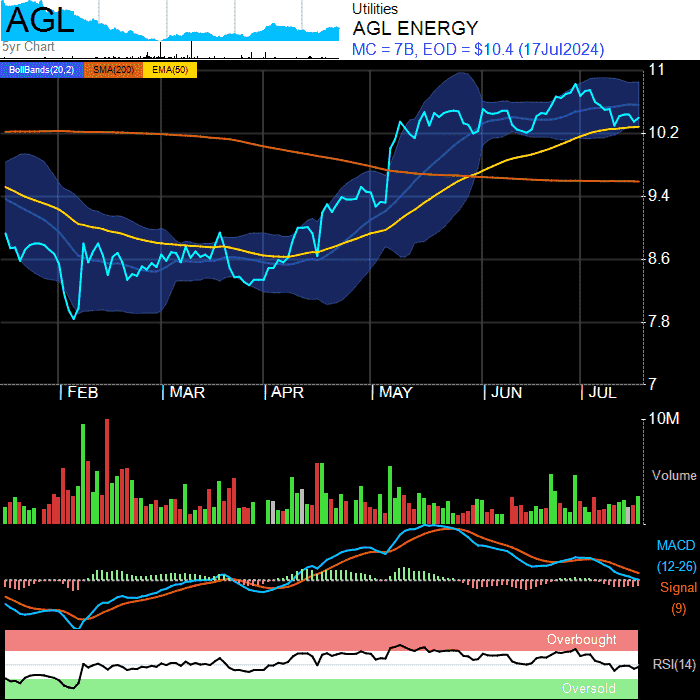 AGL
5yr Chart
Utilities
AGL ENERGY
MC = 7B, EOD = $10.4 (17Jul2024)
BollBands(20,2) SMA(200) EMA(50)
11
10.2
9.4
8.6
7.8
7
FEB MAR APR MAY JUN JUL
10M
Volume
MACD
(12-26)
Signal
(9)
Overbought
RSI(14)
Oversold